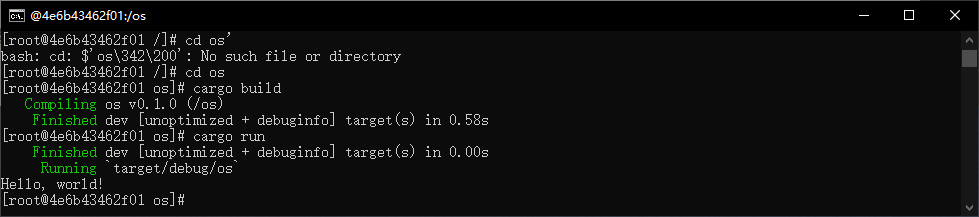 @4e6b43462f01:/os
[root@4e6b43462f01 /]# cd os'
bash: cd: $'os\342\200': No such file or directory
[root@4e6b43462f01 /]# cd os
[root@4e6b43462f01 os]# cargo build
   Compiling os v0.1.0 (/os)
    Finished dev [unoptimized + debuginfo] target(s) in 0.58s
[root@4e6b43462f01 os]# cargo run
    Finished dev [unoptimized + debuginfo] target(s) in 0.00s
     Running `target/debug/os`
Hello, world!
[root@4e6b43462f01 os]#